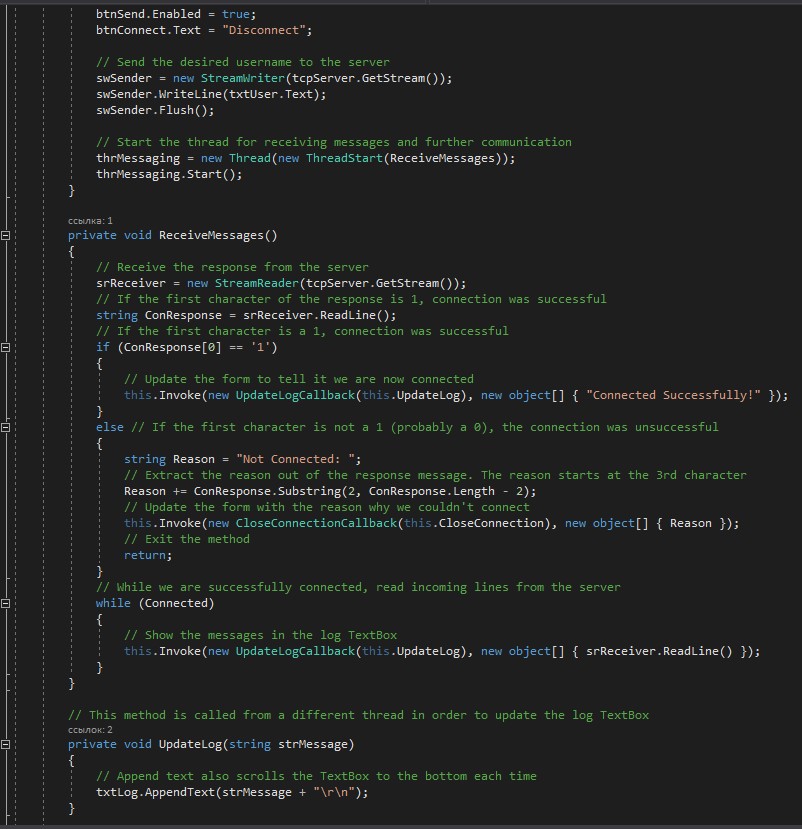 btnSend.Enabled = true;
btnConnect.Text = "Disconnect";
// Send the desired username to the server
swSender = new StreamWriter(tcpServer.GetStream());
swSender.WriteLine(txtUser.Text);
swSender.Flush();
// Start the thread for receiving messages and further communication
thrMessaging = new Thread(new ThreadStart(ReceiveMessages));
thrMessaging.Start();
}
ссылка: 1
private void ReceiveMessages()
{
// Receive the response from the server
srReceiver = new StreamReader(tcpServer.GetStream());
// If the first character of the response is 1, connection was successful
string ConResponse = srReceiver.ReadLine();
// If the first character is a 1, connection was successful
if (ConResponse[0] == '1')
{
// Update the form to tell it we are now connected
this.Invoke(new UpdateLogCallback(this.UpdateLog), new object[] { "Connected Successfully!" });
}
else // If the first character is not a 1 (probably a 0), the connection was unsuccessful
{
string Reason = "Not Connected: ";
// Extract the reason out of the response message. The reason starts at the 3rd character
Reason += ConResponse.Substring(2, ConResponse.Length - 2);
// Update the form with the reason why we couldn't connect
this.Invoke(new CloseConnectionCallback(this.CloseConnection), new object[] { Reason });
// Exit the method
return;
}
// While we are successfully connected, read incoming lines from the server
while (Connected)
{
// Show the messages in the log TextBox
this.Invoke(new UpdateLogCallback(this.UpdateLog), new object[] { srReceiver.ReadLine() });
}
}
// This method is called from a different thread in order to update the log TextBox
ссылок: 2
private void UpdateLog(string strMessage)
{
// Append text also scrolls the TextBox to the bottom each time
txtLog.AppendText(strMessage + "\r\n");
}